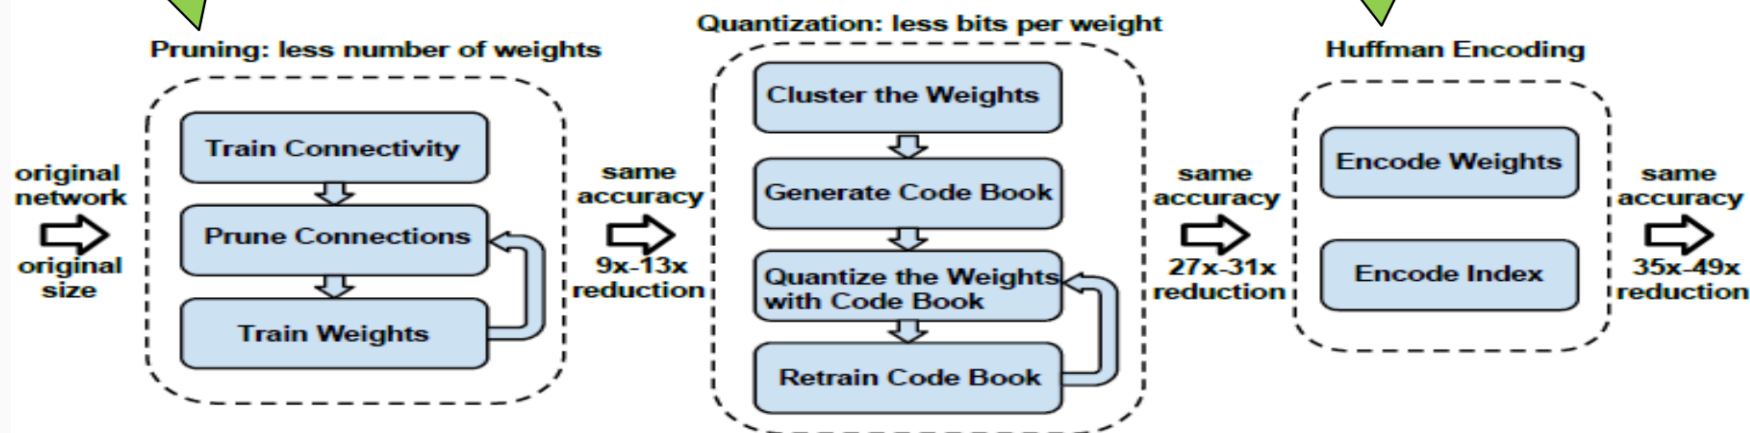 Pruning: less number of weights
Train Connectivity
Prune Connections
Train Weights
original
network
original
size
same
accuracy
9x-13x
reduction
Quantization: less bits per weight
Cluster the Weights
Generate Code Book
Quantize the Weights
with Code Book
Retrain Code Book
same
accuracy
27x-31x
reduction
Huffman Encoding
Encode Weights
Encode Index
same
accuracy
35x-49x
reduction